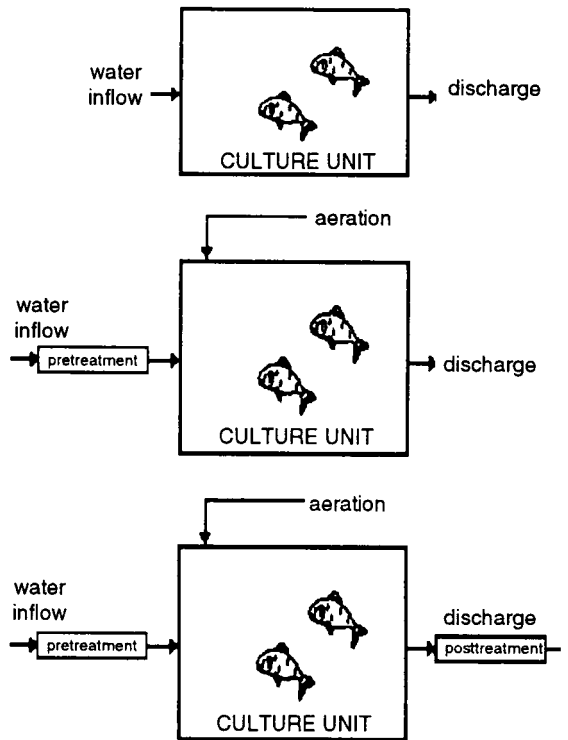 water
inflow
discharge
CULTURE UNIT
aeration
water
inflow
pretreatment
discharge
CULTURE UNIT
aeration
water
inflow
pretreatment
discharge
posttreatment
CULTURE UNIT